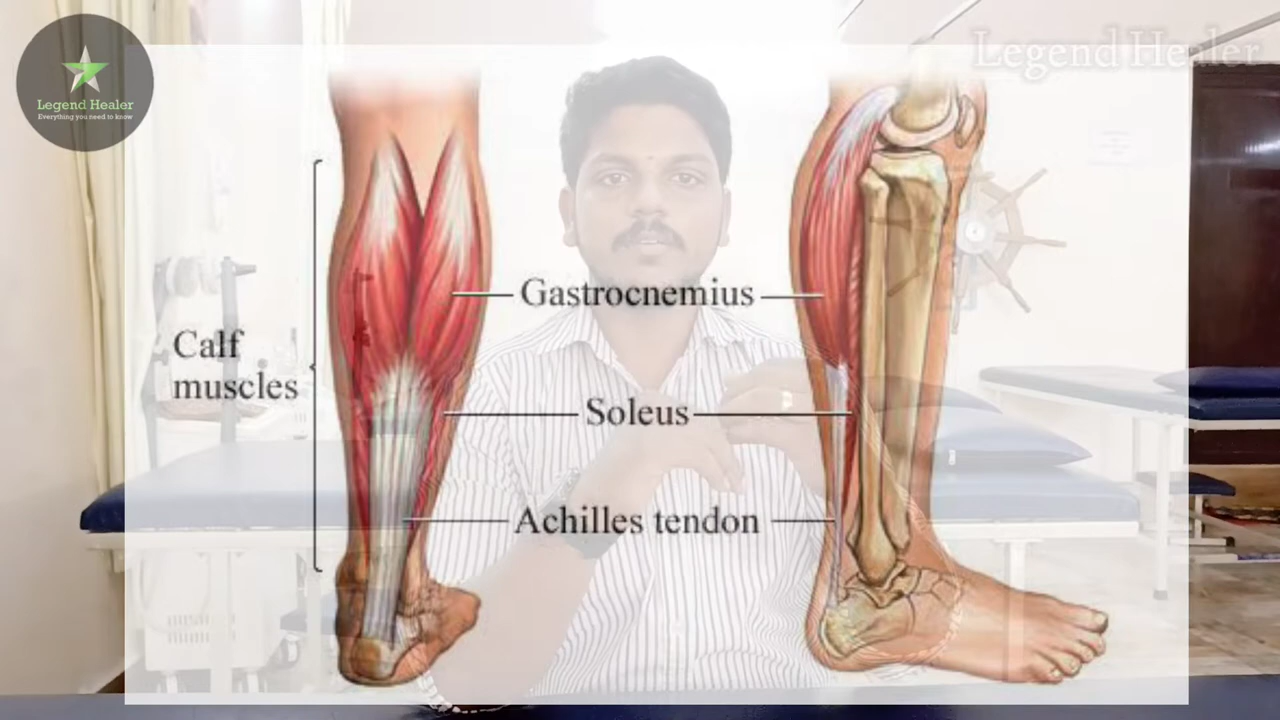 Legend Healer
Everything you need to know
Legend Healer
Gastrocnemius
Calf
muscles
Soleus
Achilles tendon